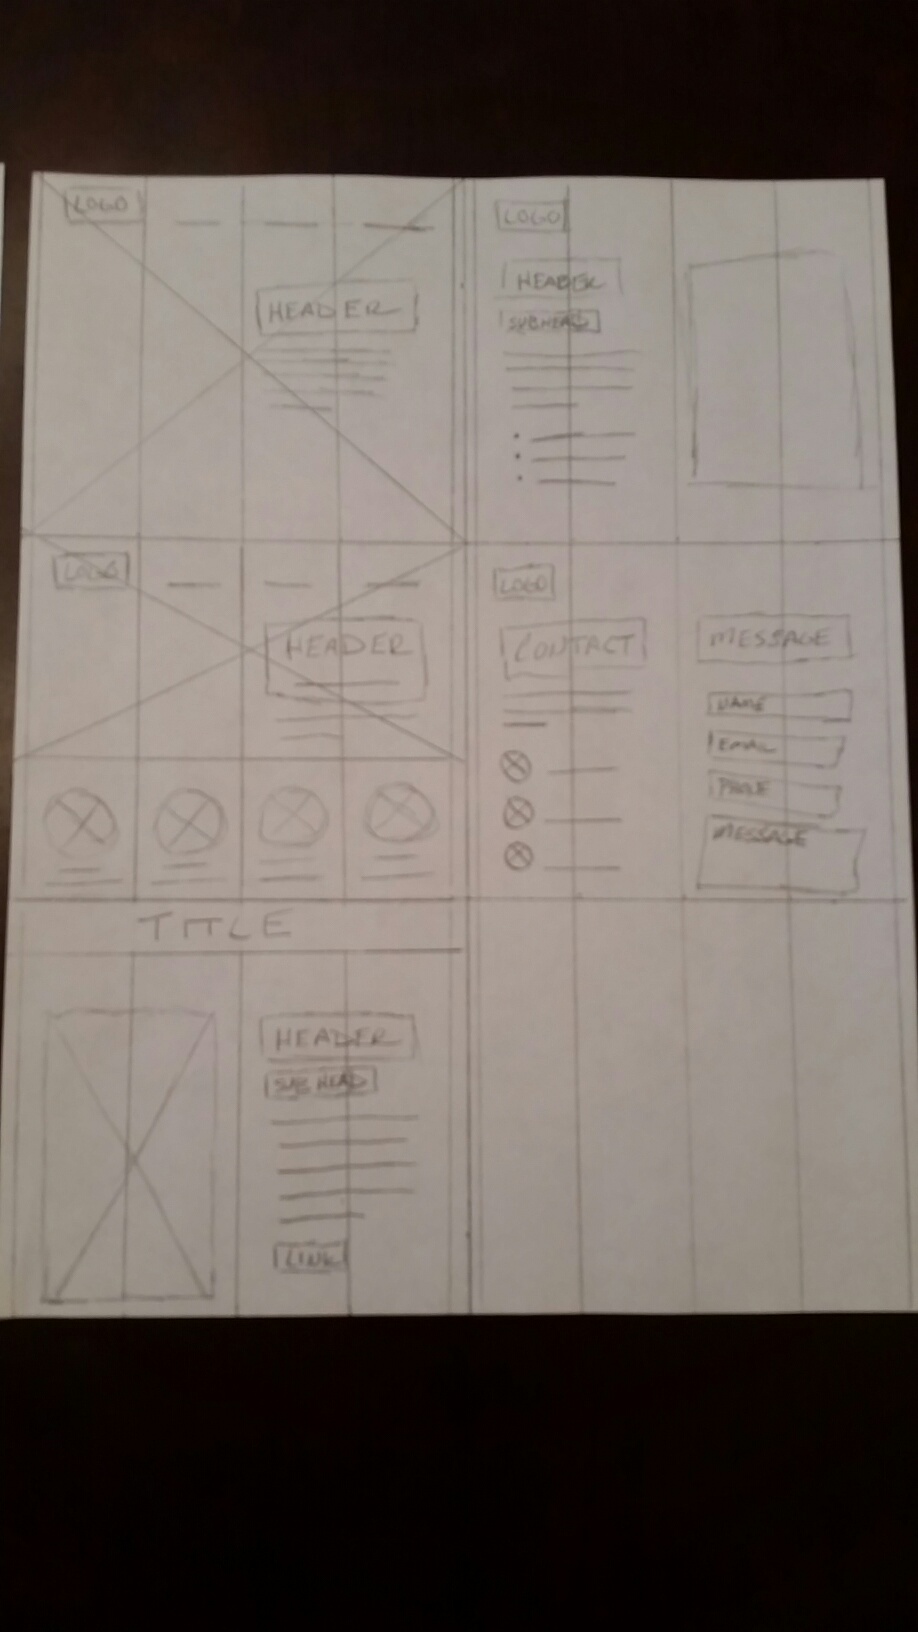 LOGO
HEADER
LOGO
HEADER
TITLE
HEADER
SUB HEAD
LINK
LOGO
HEADER
SUBHEAD
LOGO
CONTACT
MESSAGE
NAME
EMAIL
PHONE
MESSAGE